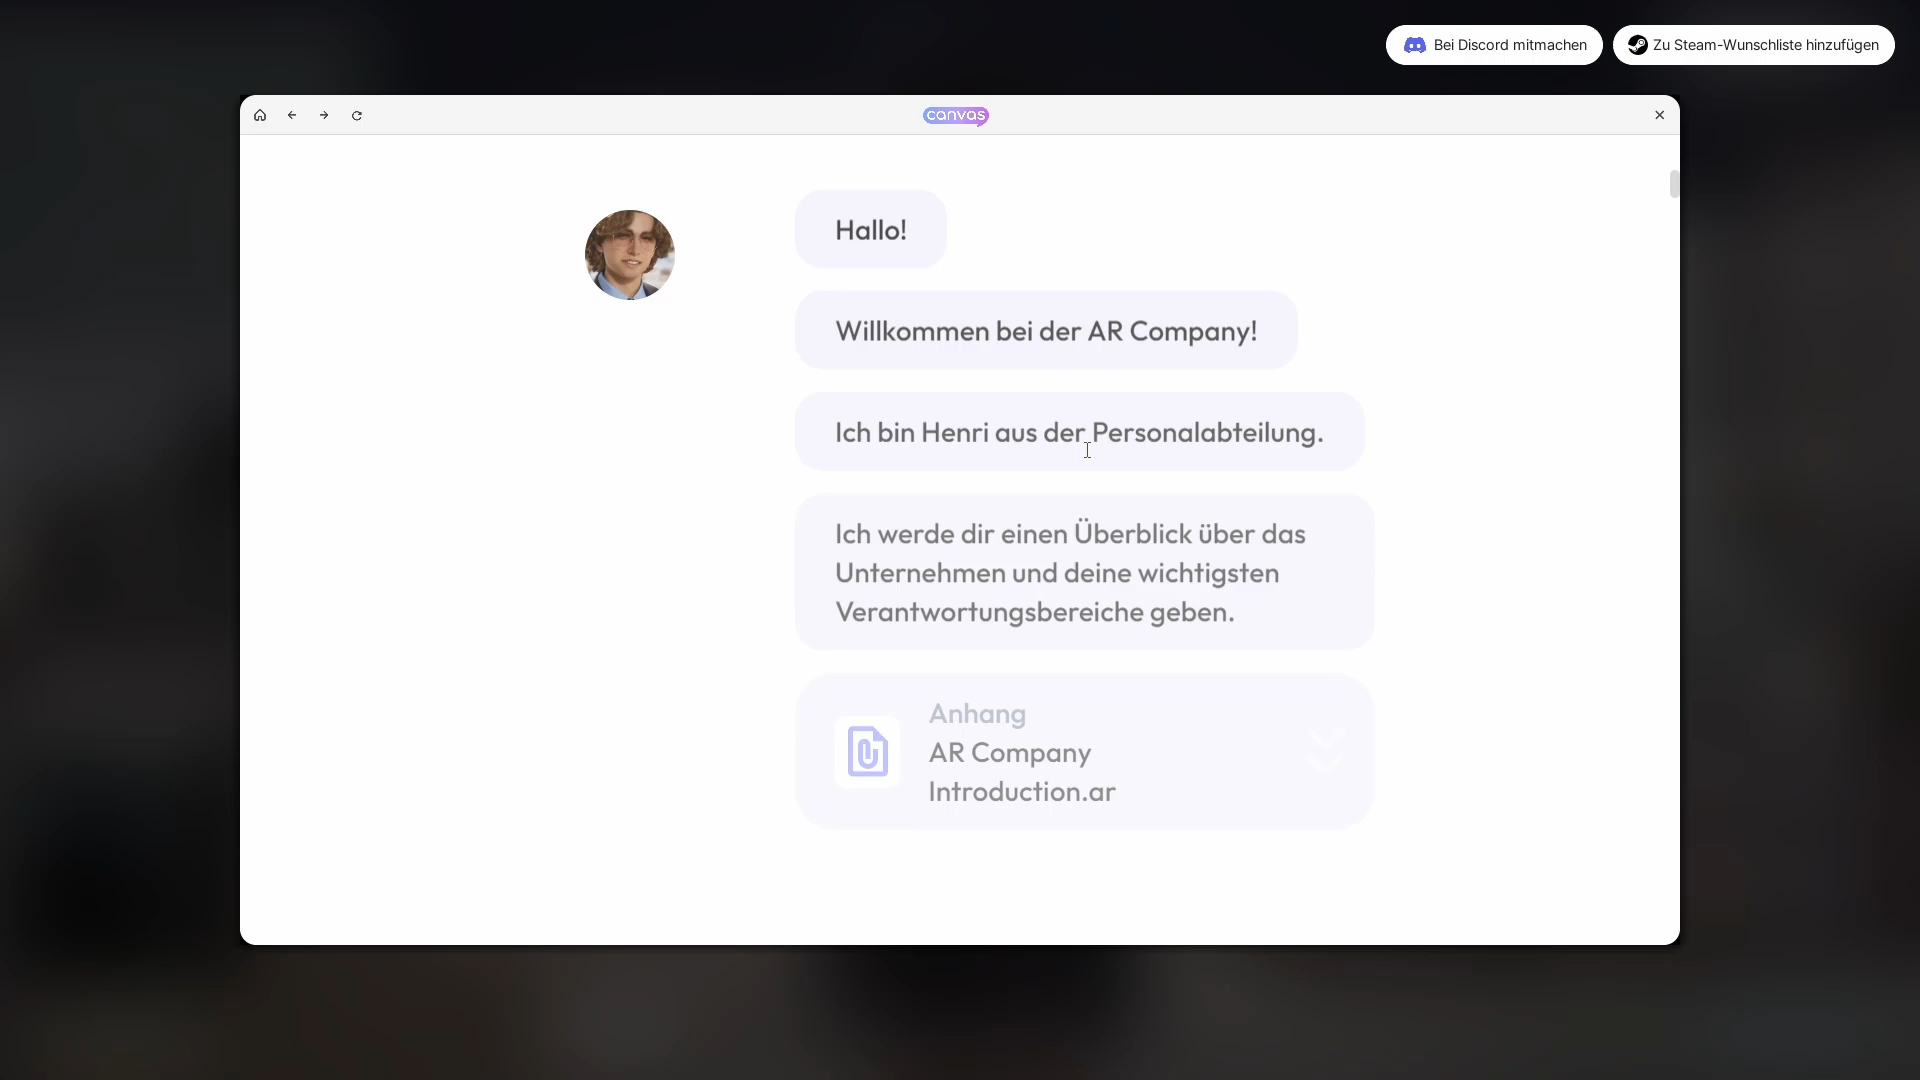 Bei Discord mitmachen
Zu Steam-Wunschliste hinzufügen
canvas
Hallo!
Willkommen bei der AR Company!
Ich bin Henri aus der Personalabteilung.
Ich werde dir einen Überblick über das
Unternehmen und deine wichtigsten
Verantwortungsbereiche geben.
Anhang
AR Company
Introduction.ar